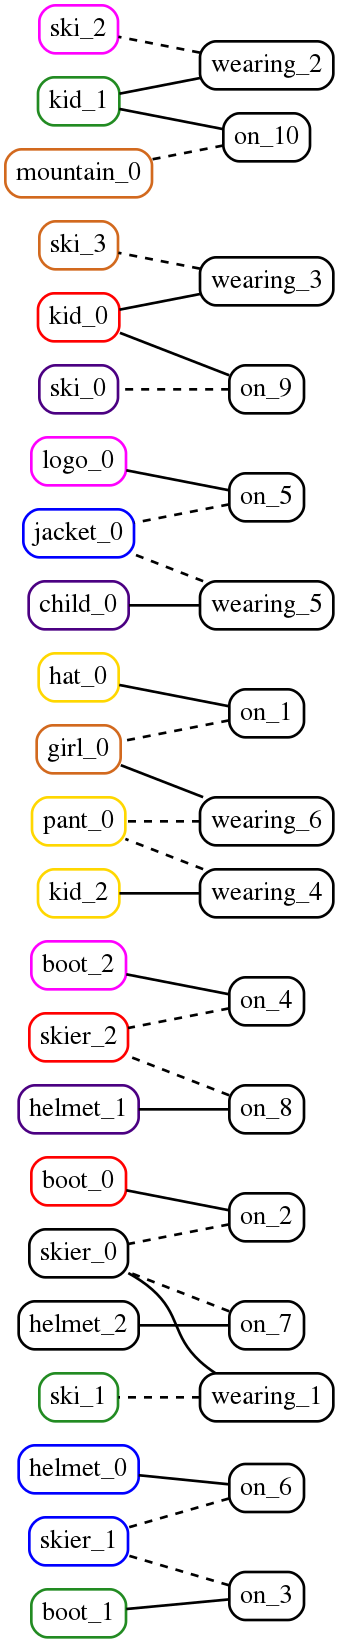 ski_2
wearing_2
kid_1
on_10
mountain_0
ski_3
wearing_3
kid_0
ski_0
on_9
logo_0
on_5
jacket_0
child_0
wearing_5
hat_0
on_1
girl_0
pant_0
wearing_6
kid_2
wearing_4
boot_2
on_4
skier_2
helmet_1
on_8
boot_0
on_2
skier_0
helmet_2
on_7
ski_1
wearing_1
helmet_0
on_6
skier_1
on_3
boot_1